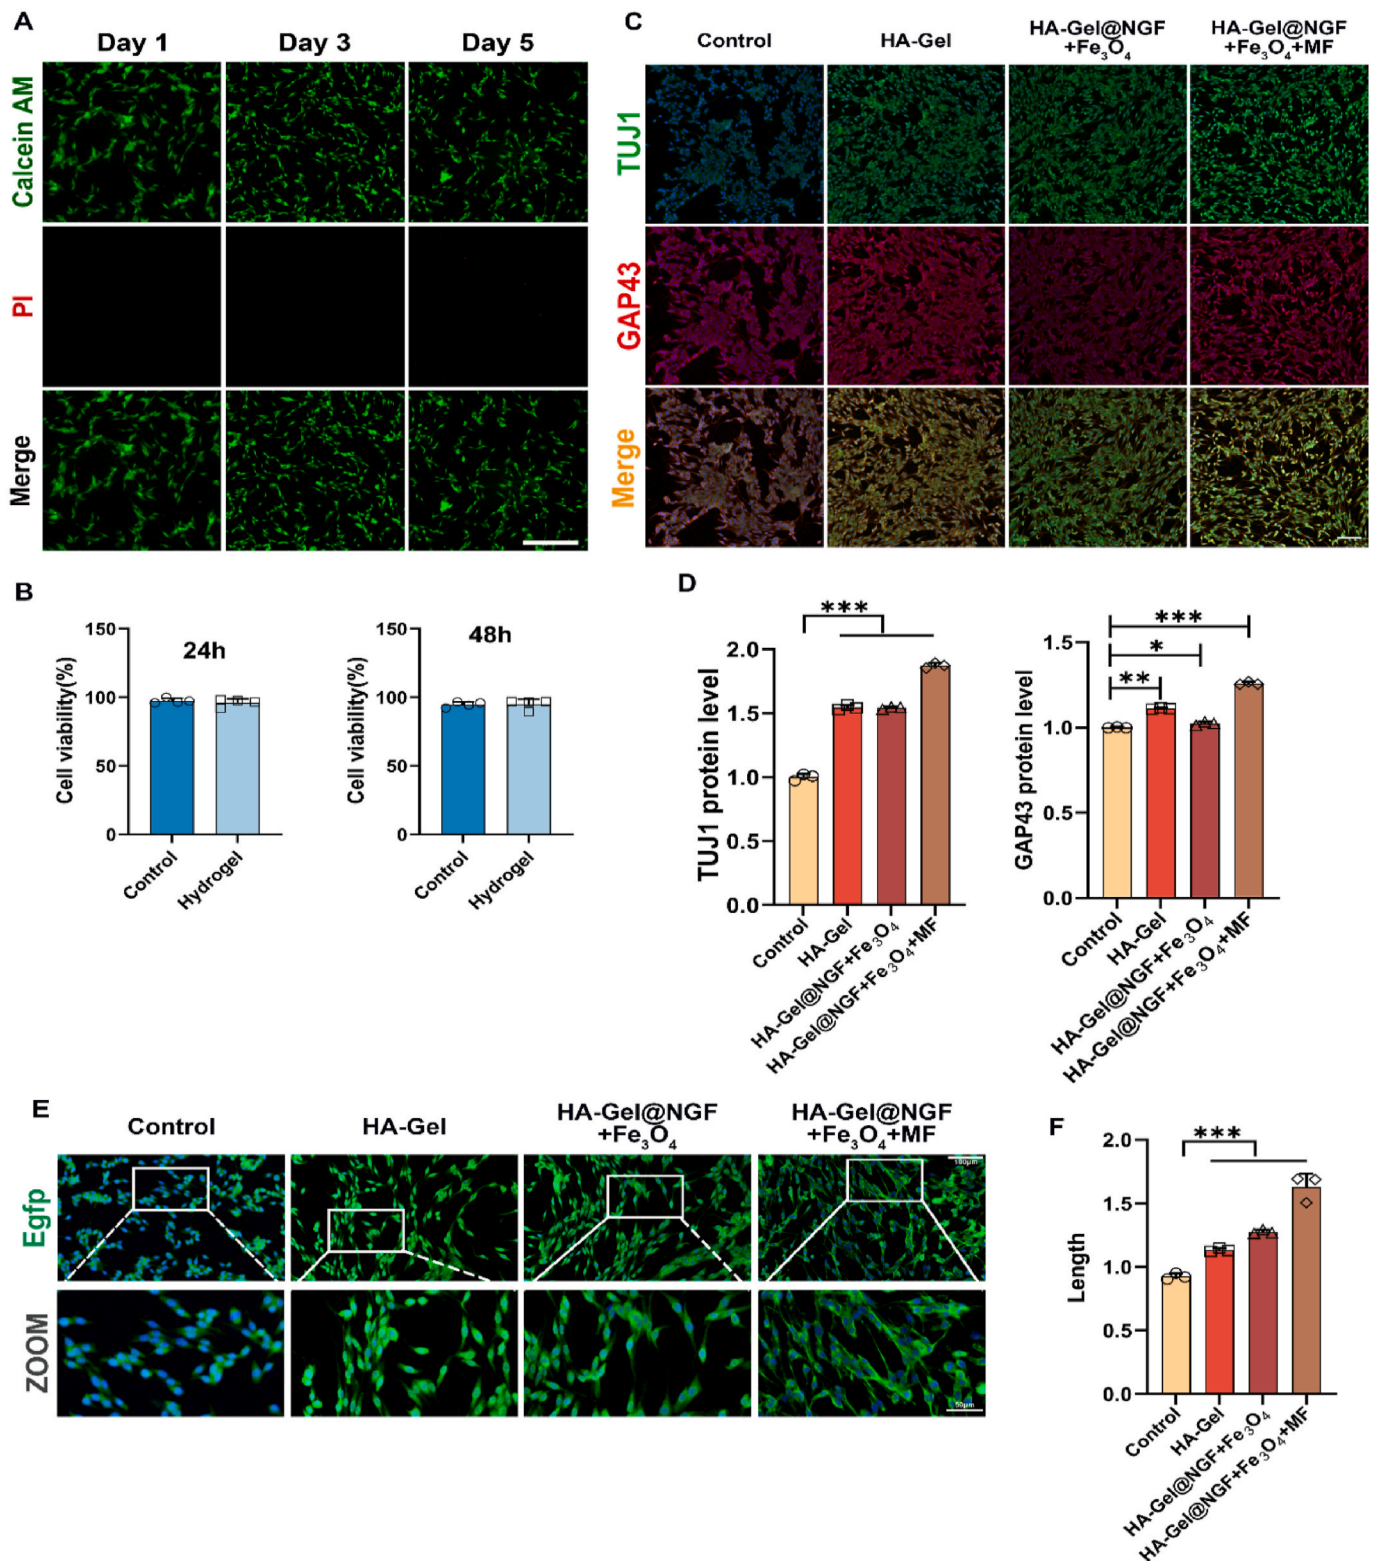 A
Day 1
Day 3
Day 5
Calcein AM
PI
Merge
C
Control
HA-Gel
HA-Gel@NGF
+Fe₃O₄
HA-Gel@NGF
+Fe₃O₄+MF
TUJ1
GAP43
Merge
B
24h
Cell viability(%)
150
100
50
0
Control
Hydrogel
48h
Cell viability(%)
150
100
50
0
Control
Hydrogel
D
***
TUJ1 protein level
2.0
1.5
1.0
0.5
0.0
Control
HA-Gel
HA-Gel@NGF+Fe₃O₄
HA-Gel@NGF+Fe₃O₄+MF
***
*
**
GAP43 protein level
1.5
1.0
0.5
0.0
Control
HA-Gel
HA-Gel@NGF+Fe₃O₄
HA-Gel@NGF+Fe₃O₄+MF
E
Control
HA-Gel
HA-Gel@NGF
+Fe₃O₄
HA-Gel@NGF
+Fe₃O₄+MF
Egfp
100μm
ZOOM
50μm
F
***
Length
2.0
1.5
1.0
0.5
0.0
Control
HA-Gel
HA-Gel@NGF+Fe₃O₄
HA-Gel@NGF+Fe₃O₄+MF